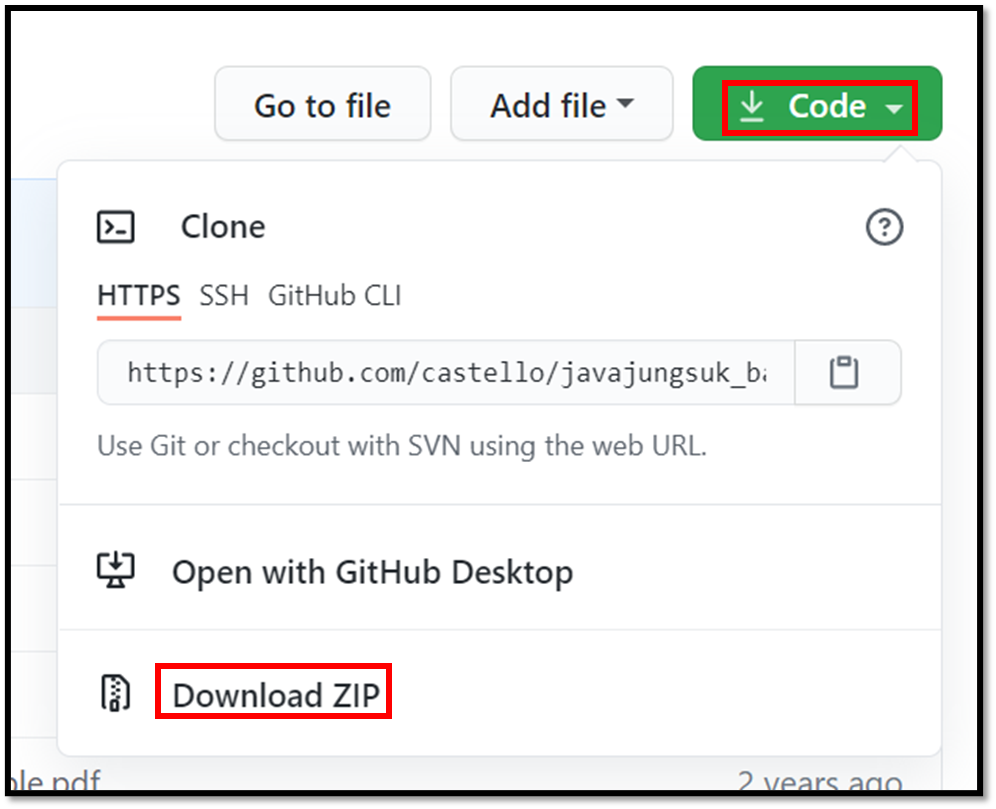 Go to file Add file Code
Clone
HTTPS SSH GitHub CLI
https://github.com/castello/javajungsuk_ba
Use Git or checkout with SVN using the web URL.
Open with GitHub Desktop
Download ZIP
ple.pdf 2 years ago